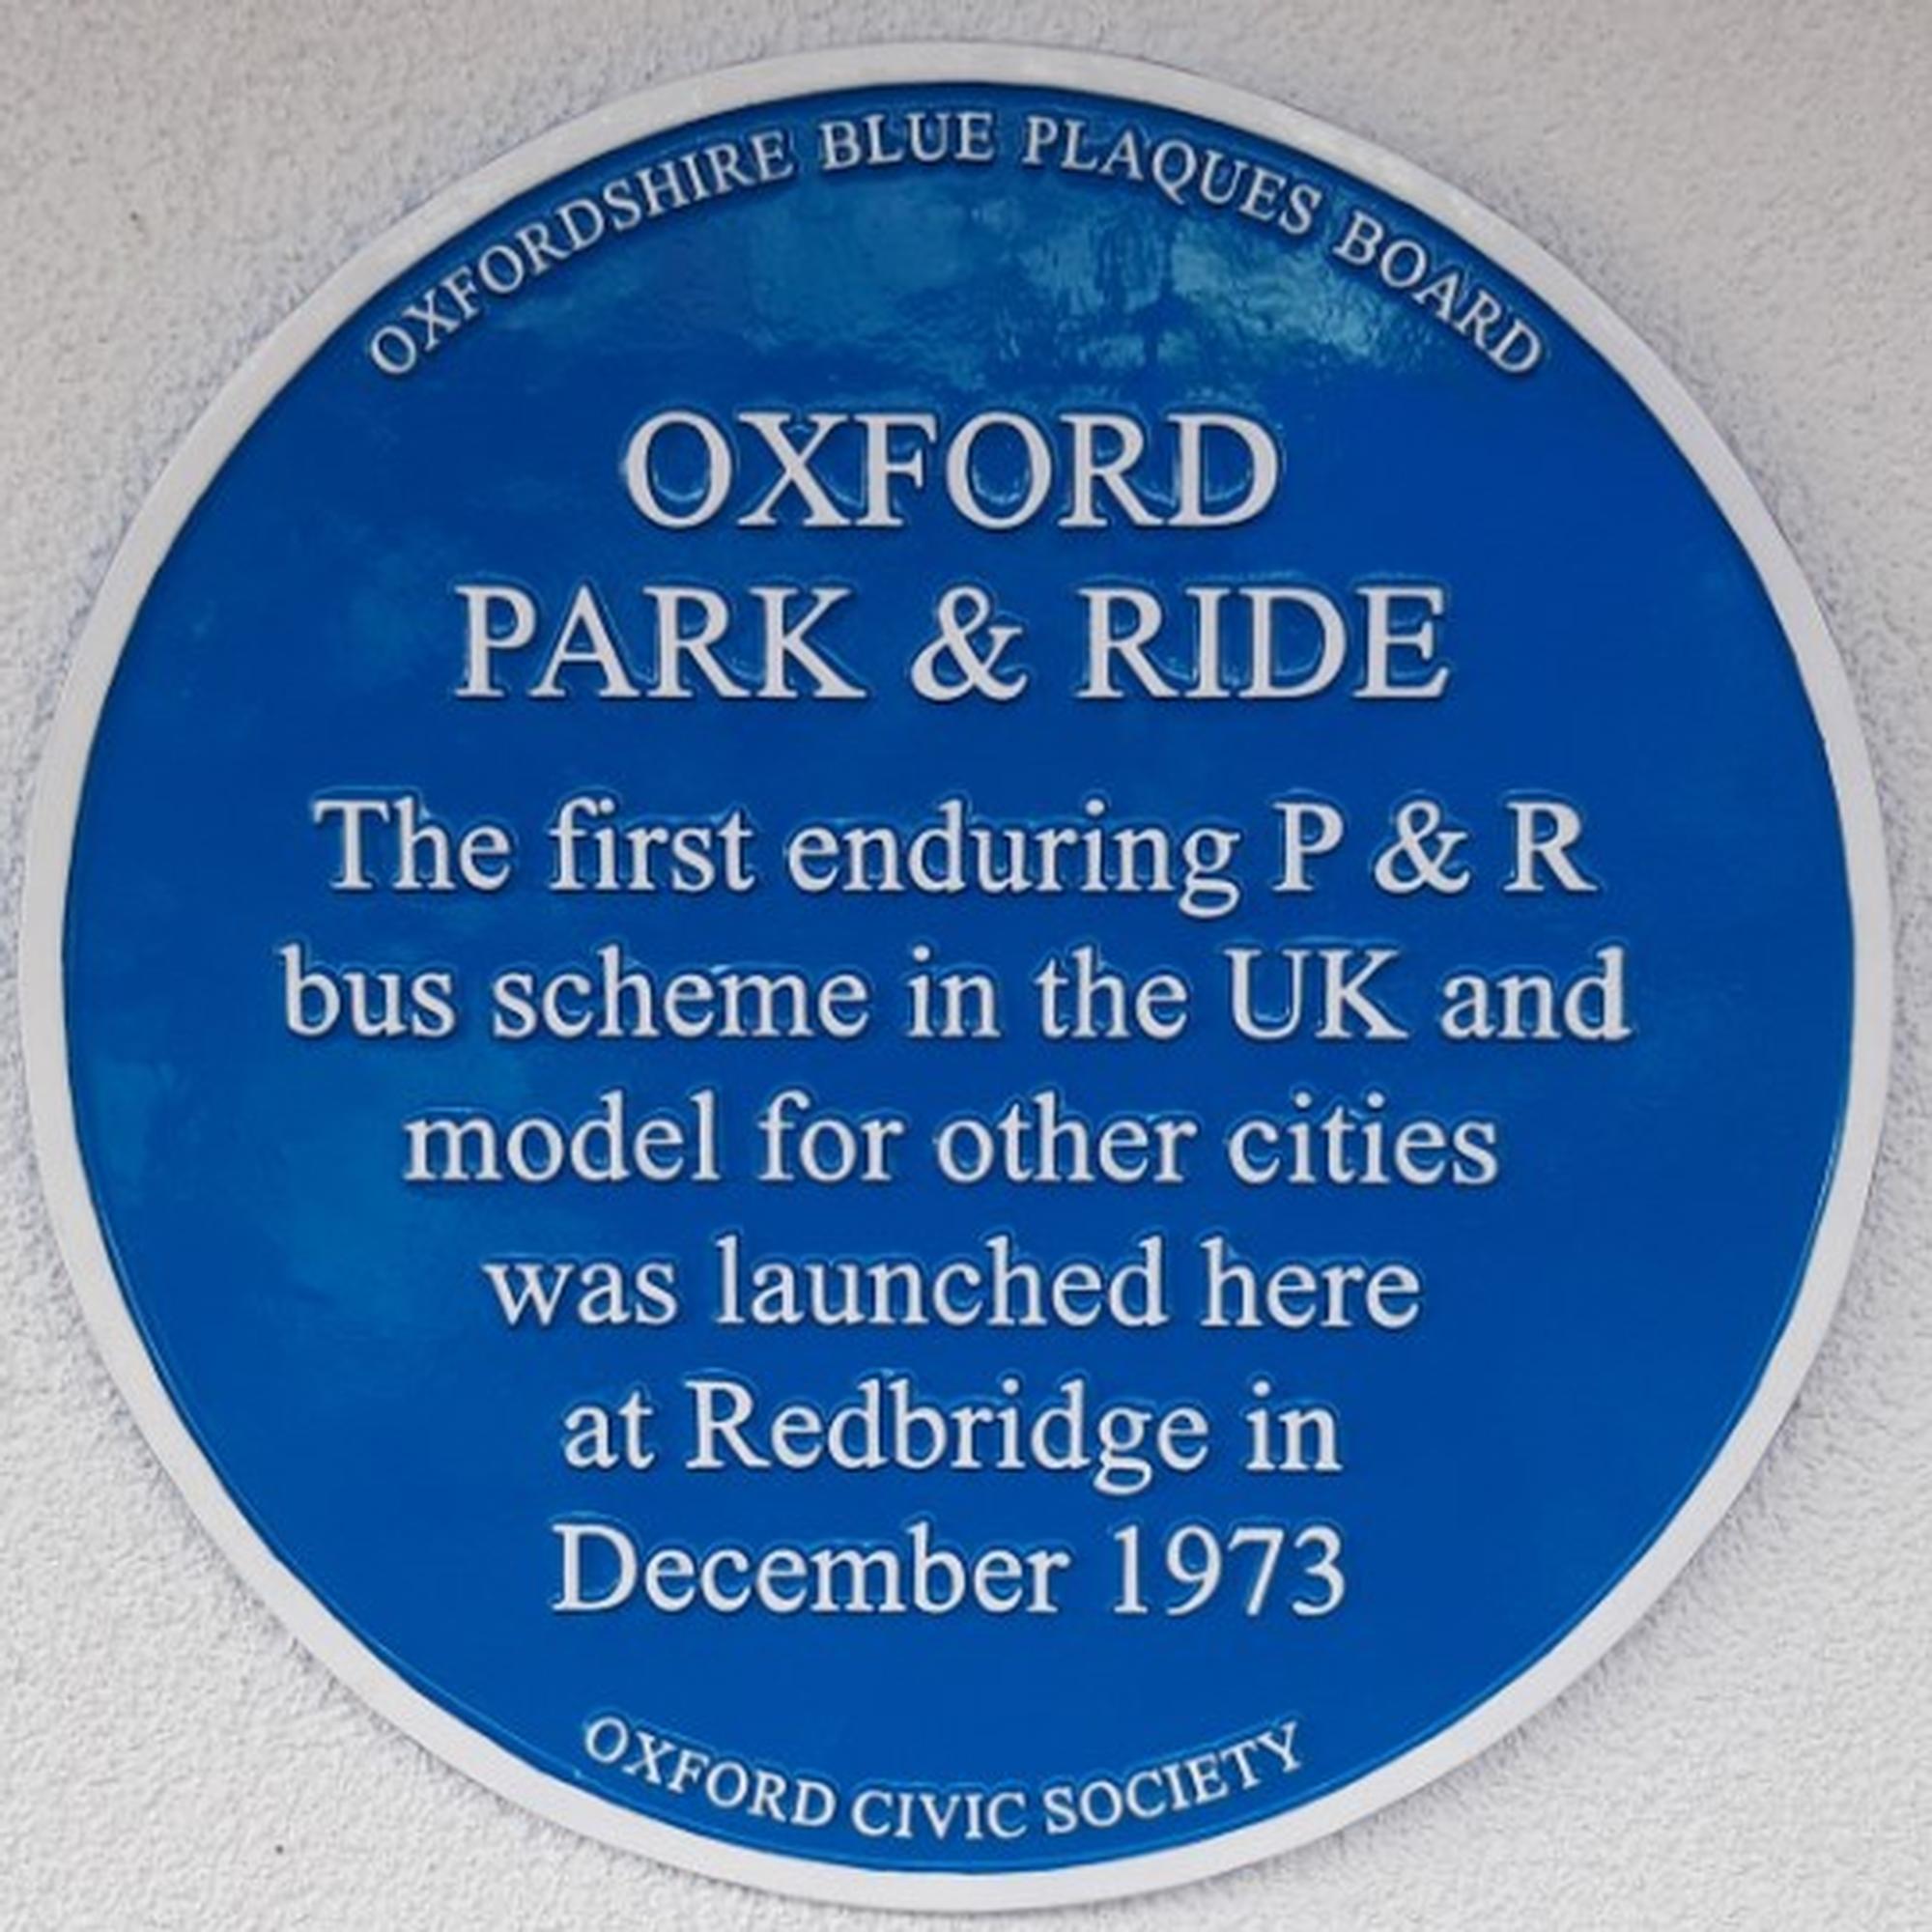 OXFORDSHIRE BLUE PLAQUES BOARD
OXFORD
PARK & RIDE
The first enduring P & R
bus scheme in the UK and
model for other cities
was launched here
at Redbridge in
December 1973
OXFORD CIVIC SOCIETY